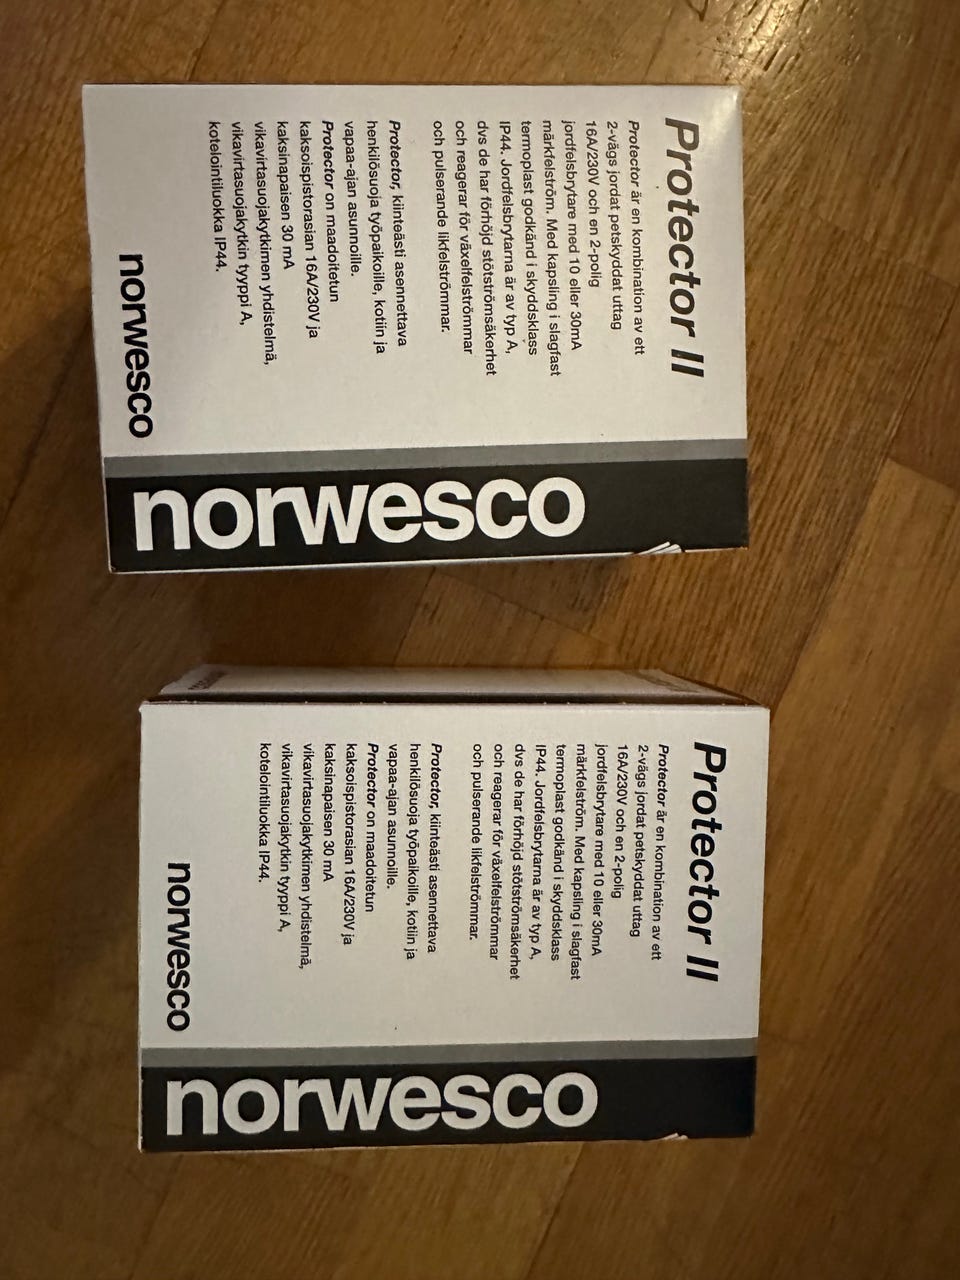 Protector II
Protector är en kombination av ett
2-vägs jordat petskyddat uttag
16A/230V och en 2-polig
jordfelsbrytare med 10 eller 30mA
märkfelström. Med kapsling i slagfast
termoplast godkänd i skyddsklass
IP44. Jordfelsbrytarna är av typ A,
dvs de har förhöjd stötströmsäkerhet
och reagerar för växelfelströmmar
och pulserande likfelströmmar.
Protector, kiinteästi asennettava
henkilösuoja työpaikoille, kotiin ja
vapaa-ajan asunnoille.
Protector on maadoitetun
kaksoispistorasian 16A/230V ja
kaksinapaisen 30 mA
vikavirtasuojakytkimen yhdistelmä,
vikavirtasuojakytkin tyyppi A,
kotelointiluokka IP44.
norwesco
norwesco
Protector II
Protector är en kombination av ett
2-vägs jordat petskyddat uttag
16A/230V och en 2-polig
jordfelsbrytare med 10 eller 30mA
märkfelström. Med kapsling i slagfast
termoplast godkänd i skyddsklass
IP44. Jordfelsbrytarna är av typ A,
dvs de har förhöjd stötströmsäkerhet
och reagerar för växelfelströmmar
och pulserande likfelströmmar.
Protector, kiinteästi asennettava
henkilösuoja työpaikoille, kotiin ja
vapaa-ajan asunnoille.
Protector on maadoitetun
kaksoispistorasian 16A/230V ja
kaksinapaisen 30 mA
vikavirtasuojakytkimen yhdistelmä,
vikavirtasuojakytkin tyyppi A,
kotelointiluokka IP44.
norwesco
norwesco